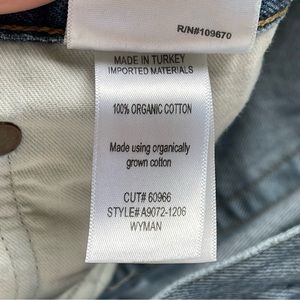 R/N#109670
MADE IN TURKEY
IMPORTED MATERIALS
100% ORGANIC COTTON
Made using organically
grown cotton
CUT# 60966
STYLE# A9072-1206
WYMAN